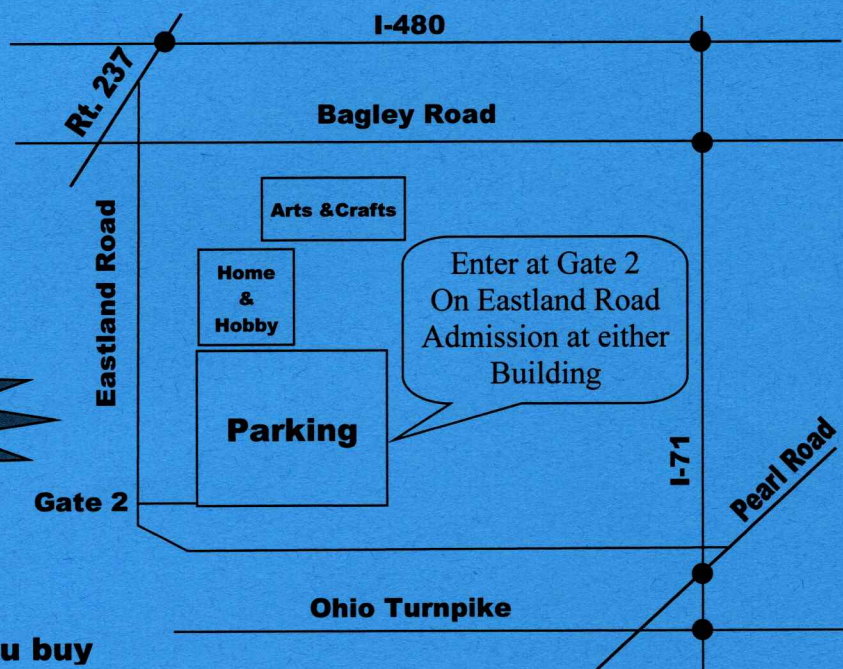 I-480
Rt. 237
Bagley Road
Arts &Crafts
Eastland Road
Home
&
Hobby
Enter at Gate 2
On Eastland Road
Admission at either
Building
Parking
I-71
Pearl Road
Gate 2
Ohio Turnpike
u buy